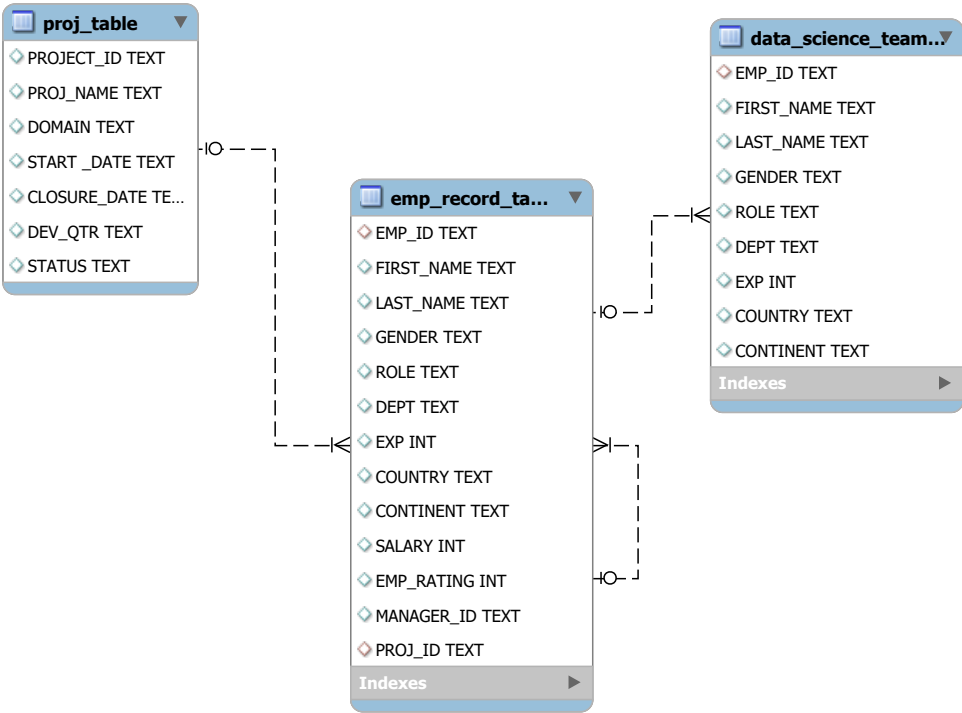 proj_table
PROJECT_ID TEXT
PROJ_NAME TEXT
DOMAIN TEXT
START _DATE TEXT
CLOSURE_DATE TE...
DEV_QTR TEXT
STATUS TEXT
emp_record_ta...
EMP_ID TEXT
FIRST_NAME TEXT
LAST_NAME TEXT
GENDER TEXT
ROLE TEXT
DEPT TEXT
EXP INT
COUNTRY TEXT
CONTINENT TEXT
SALARY INT
EMP_RATING INT
MANAGER_ID TEXT
PROJ_ID TEXT
Indexes
data_science_team...
EMP_ID TEXT
FIRST_NAME TEXT
LAST_NAME TEXT
GENDER TEXT
ROLE TEXT
DEPT TEXT
EXP INT
COUNTRY TEXT
CONTINENT TEXT
Indexes